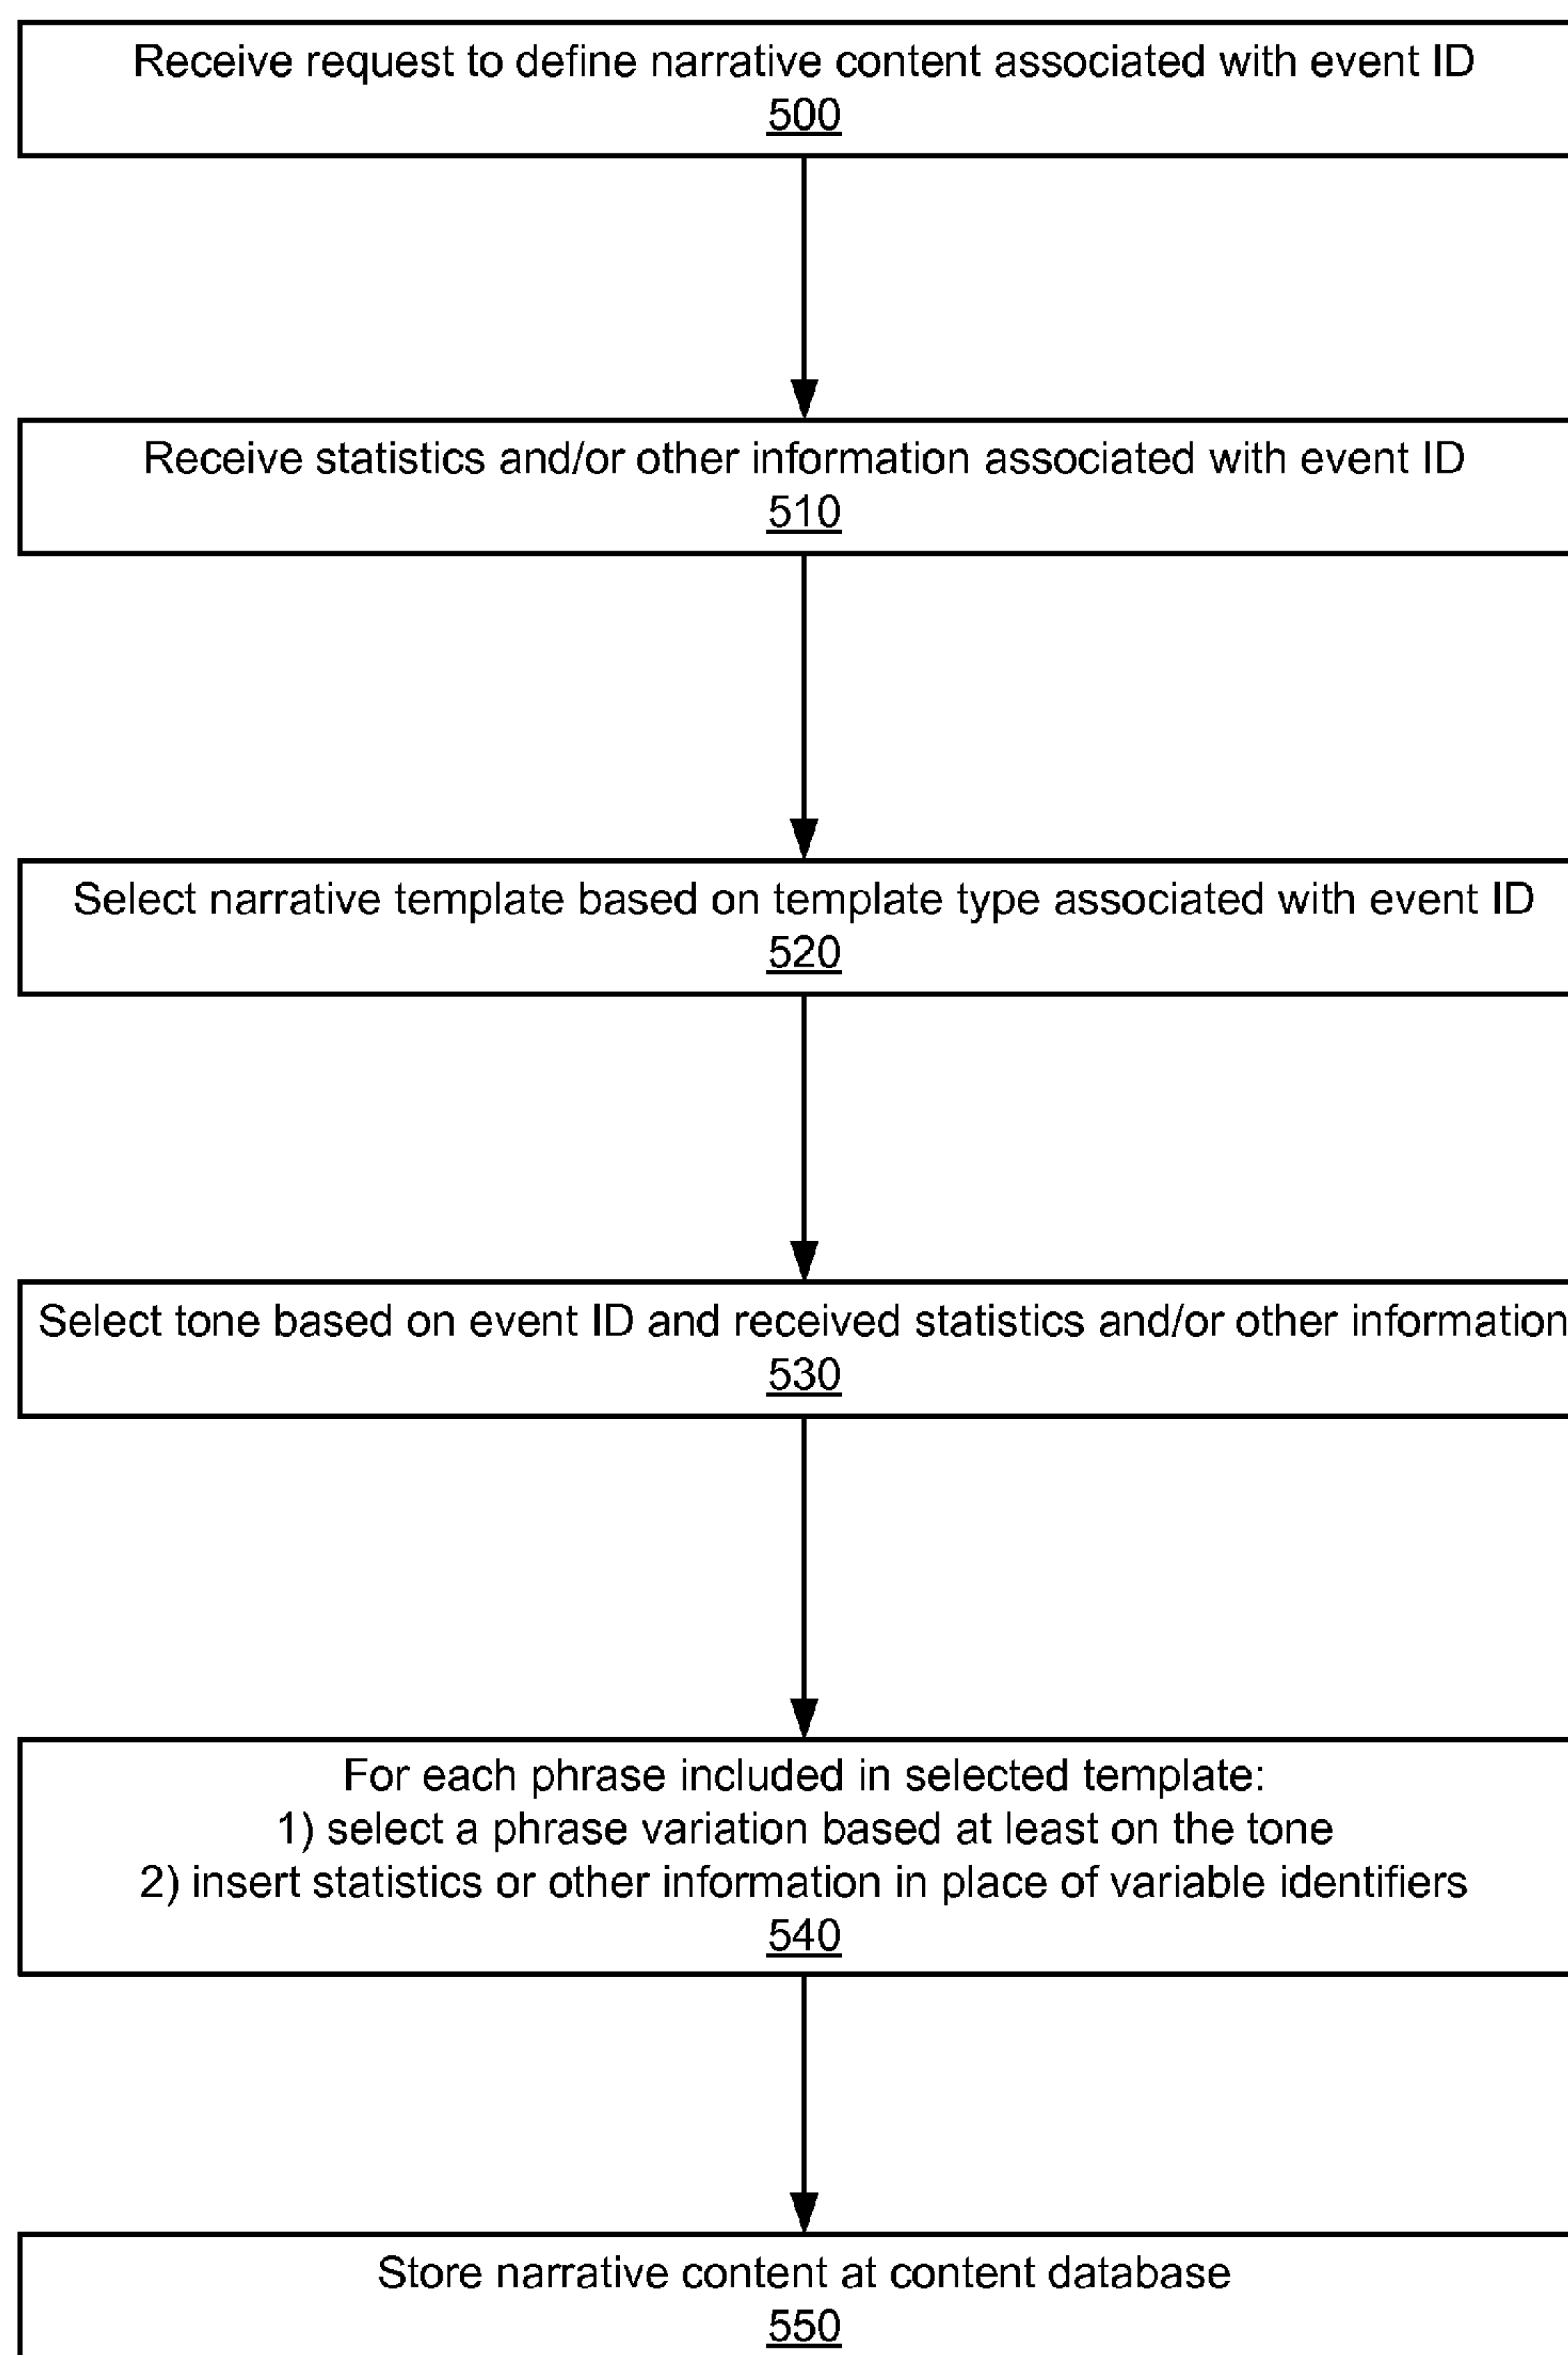 Receive request to define narrative content associated with event ID
500
Receive statistics and/or other information associated with event ID
510
Select narrative template based on template type associated with event ID
520
Select tone based on event ID and received statistics and/or other information
530
For each phrase included in selected template:
1) select a phrase variation based at least on the tone
2) insert statistics or other information in place of variable identifiers
540
Store narrative content at content database
550